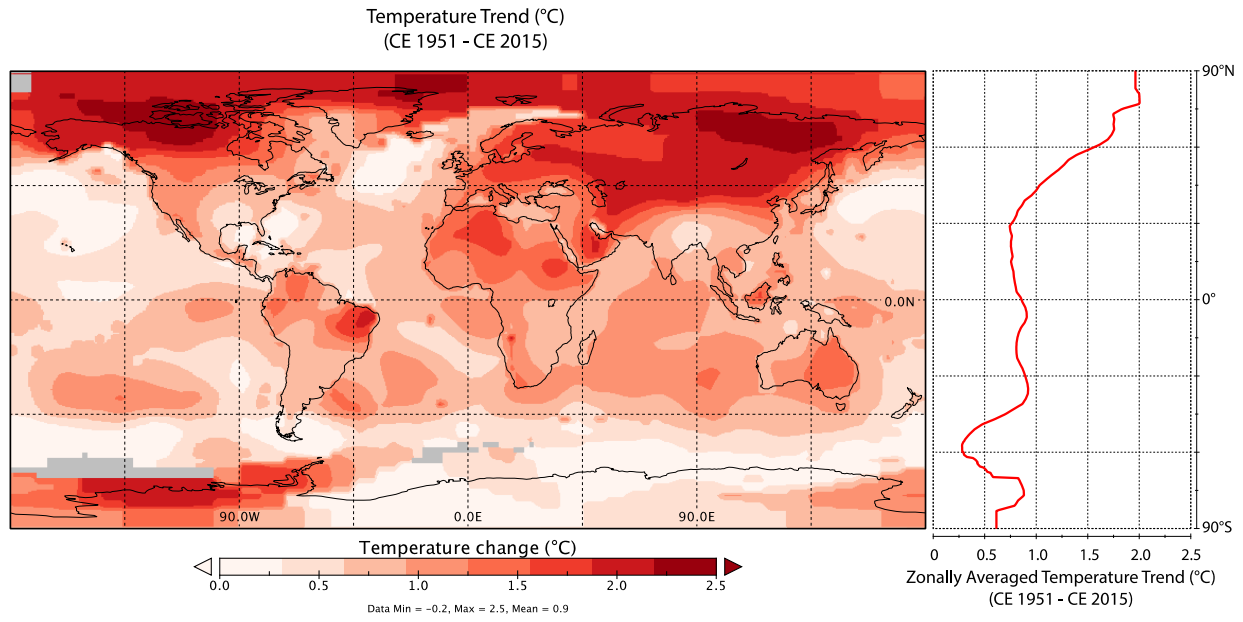 Temperature Trend (°C)
(CE 1951 - CE 2015)
90°N
0.0N
0°
90.0W
0.0E
90.0E
90°S
Temperature change (°C)
0.0 0.5 1.0 1.5 2.0 2.5
Data Min = -0.2, Max = 2.5, Mean = 0.9
0 0.5 1.0 1.5 2.0 2.5
Zonally Averaged Temperature Trend (°C)
(CE 1951 - CE 2015)